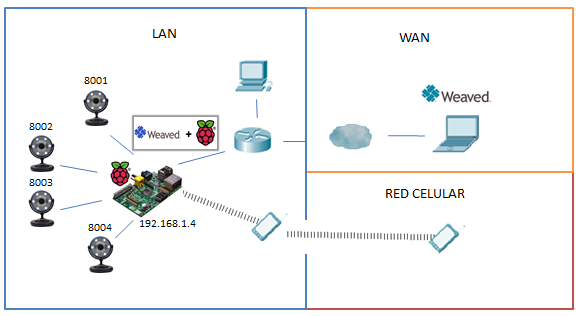 LAN
WAN
8001
Weaved
8002
Weaved +
8003
RED CELULAR
8004
192.168.1.4